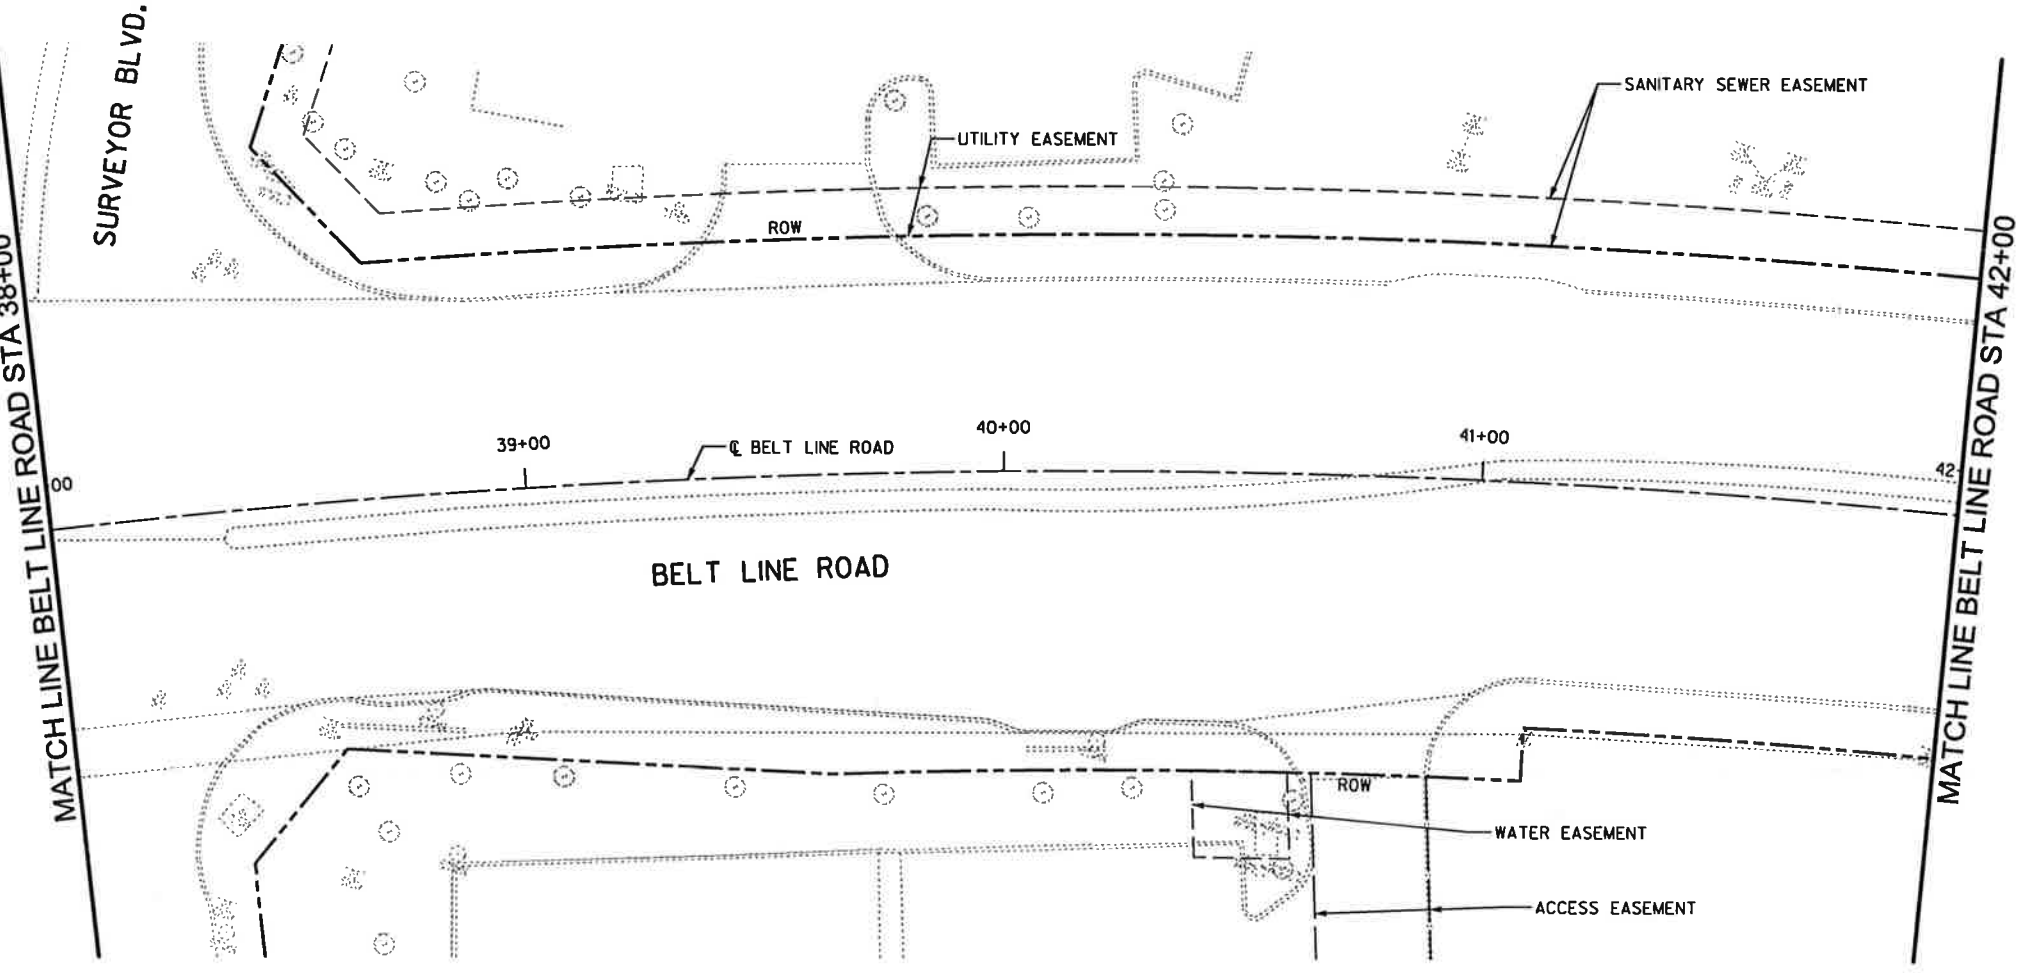 SURVEYOR BLVD.
SANITARY SEWER EASEMENT
UTILITY EASEMENT
ROW
MATCH LINE BELT LINE ROAD STA 38+00
00
39+00
℄ BELT LINE ROAD
40+00
41+00
42
BELT LINE ROAD
MATCH LINE BELT LINE ROAD STA 42+00
ROW
WATER EASEMENT
ACCESS EASEMENT